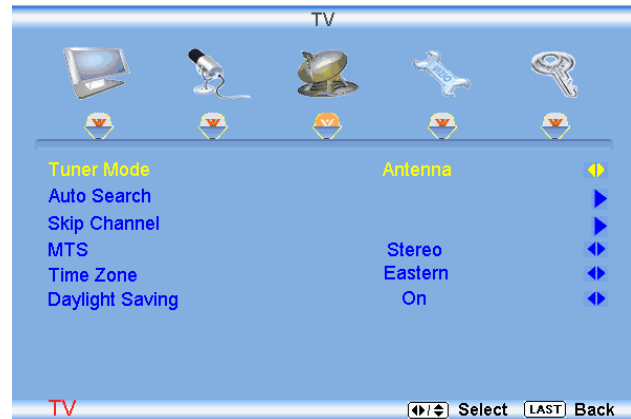 TV
Tuner Mode Antenna
Auto Search
Skip Channel
MTS Stereo
Time Zone Eastern
Daylight Saving On
TV Select LAST Back